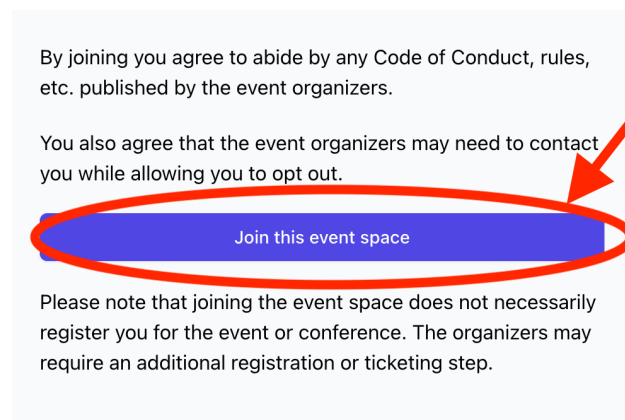 By joining you agree to abide by any Code of Conduct, rules,
etc. published by the event organizers.
You also agree that the event organizers may need to contact
you while allowing you to opt out.
Join this event space
Please note that joining the event space does not necessarily
register you for the event or conference. The organizers may
require an additional registration or ticketing step.